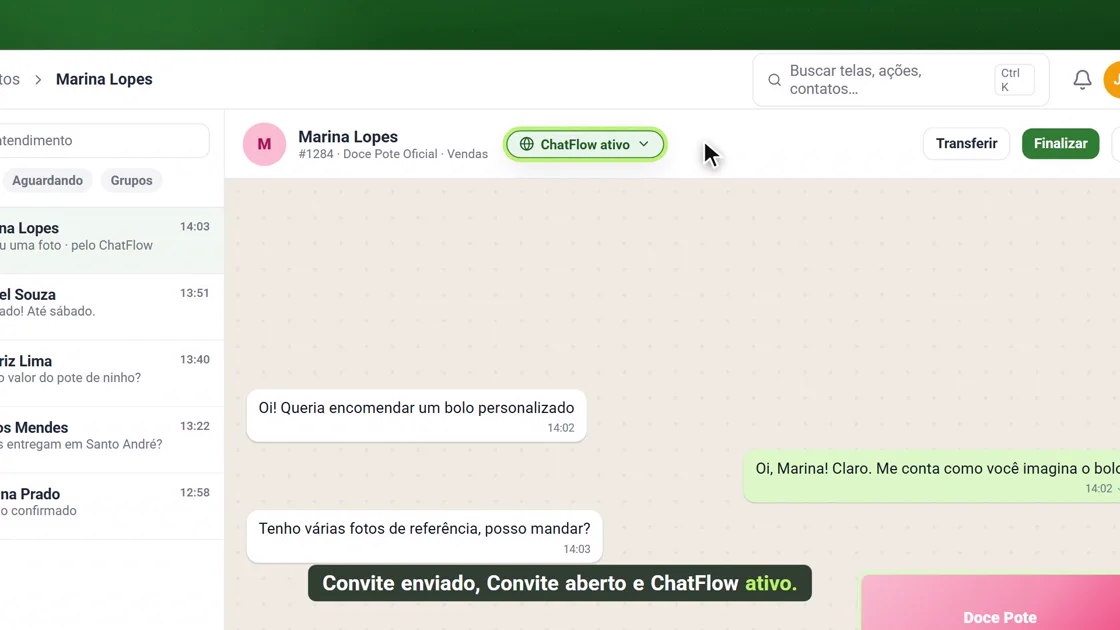 tos > Marina Lopes
Buscar telas, ações,
contatos...
Ctrl
K
J
atendimento
Aguardando
Grupos
na Lopes
14:03
u uma foto · pelo ChatFlow
el Souza
13:51
ado! Até sábado.
riz Lima
13:40
o valor do pote de ninho?
os Mendes
13:22
s entregam em Santo André?
na Prado
12:58
o confirmado
M
Marina Lopes
#1284 · Doce Pote Oficial · Vendas
ChatFlow ativo
Transferir
Finalizar
Oi! Queria encomendar um bolo personalizado
14:02
Oi, Marina! Claro. Me conta como você imagina o bolo
14:02
Tenho várias fotos de referência, posso mandar?
14:03
Convite enviado, Convite aberto e ChatFlow ativo.
Doce Pote